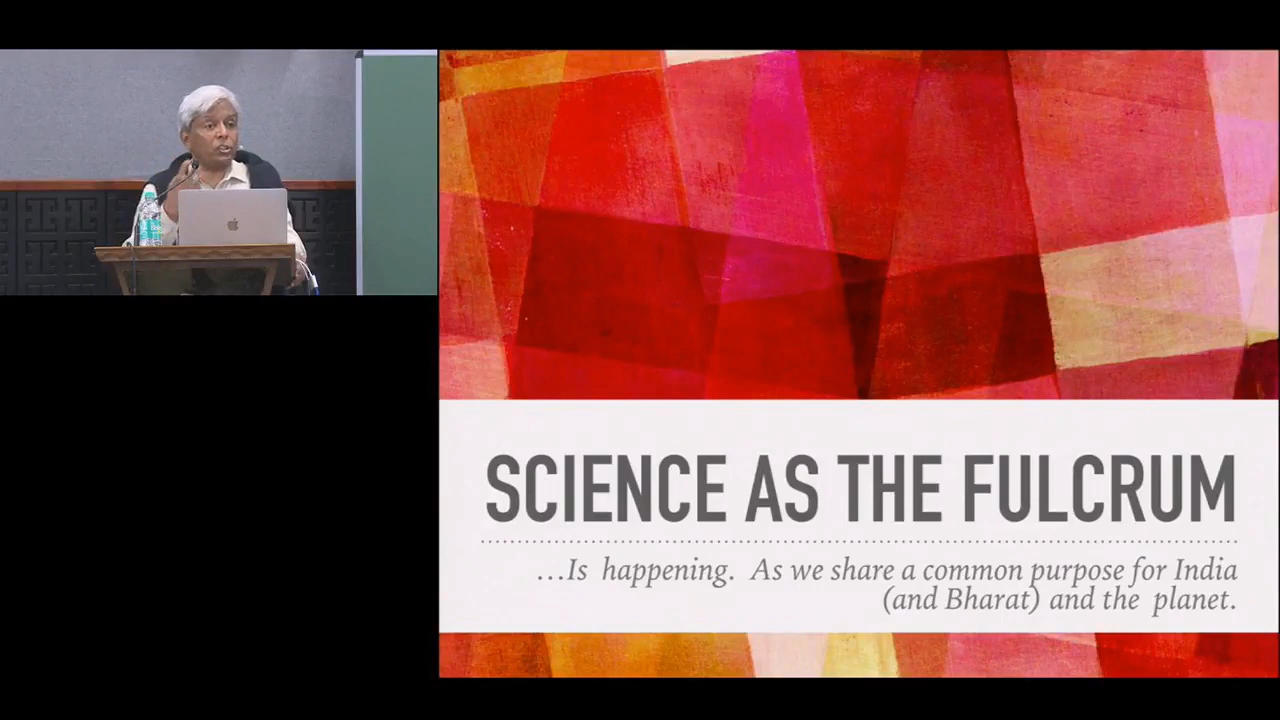 SCIENCE AS THE FULCRUM
…Is happening. As we share a common purpose for India
(and Bharat) and the planet.